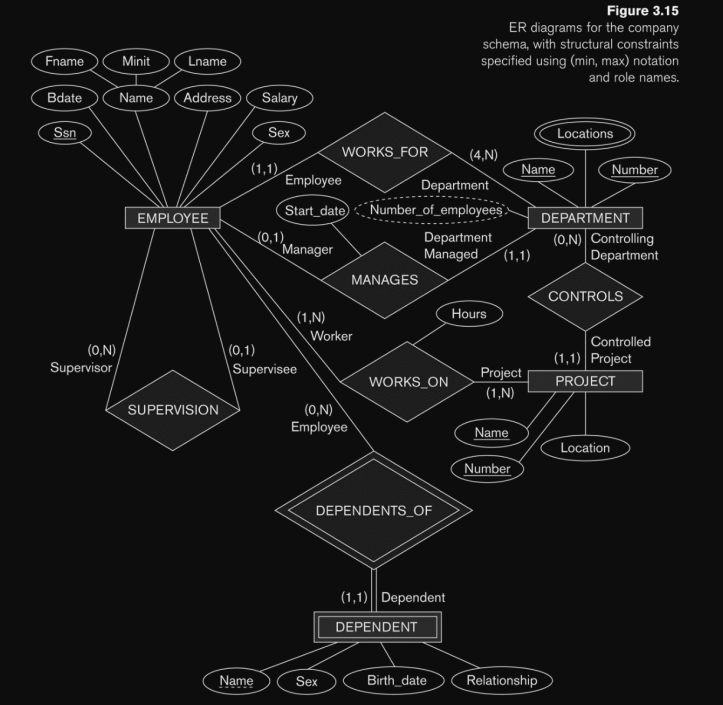 Figure 3.15
ER diagrams for the company
schema, with structural constraints
specified using (min, max) notation
and role names.
Fname
Minit
Lname
Bdate
Name
Address
Salary
Ssn
Sex
WORKS_FOR
(4,N)
Locations
Name
Number
(1,1)
Employee
Department
Start_date
Number_of_employees
EMPLOYEE
DEPARTMENT
(0,1)
Manager
Department
Managed
(1,1)
(0,N)
Controlling
Department
MANAGES
CONTROLS
Hours
(1,N)
Worker
(0,N)
Supervisor
(0,1)
Supervisee
Controlled
Project
(1,1)
WORKS_ON
Project
(1,N)
PROJECT
SUPERVISION
(0,N)
Employee
Name
Number
Location
DEPENDENTS_OF
(1,1)
Dependent
DEPENDENT
Name
Sex
Birth_date
Relationship